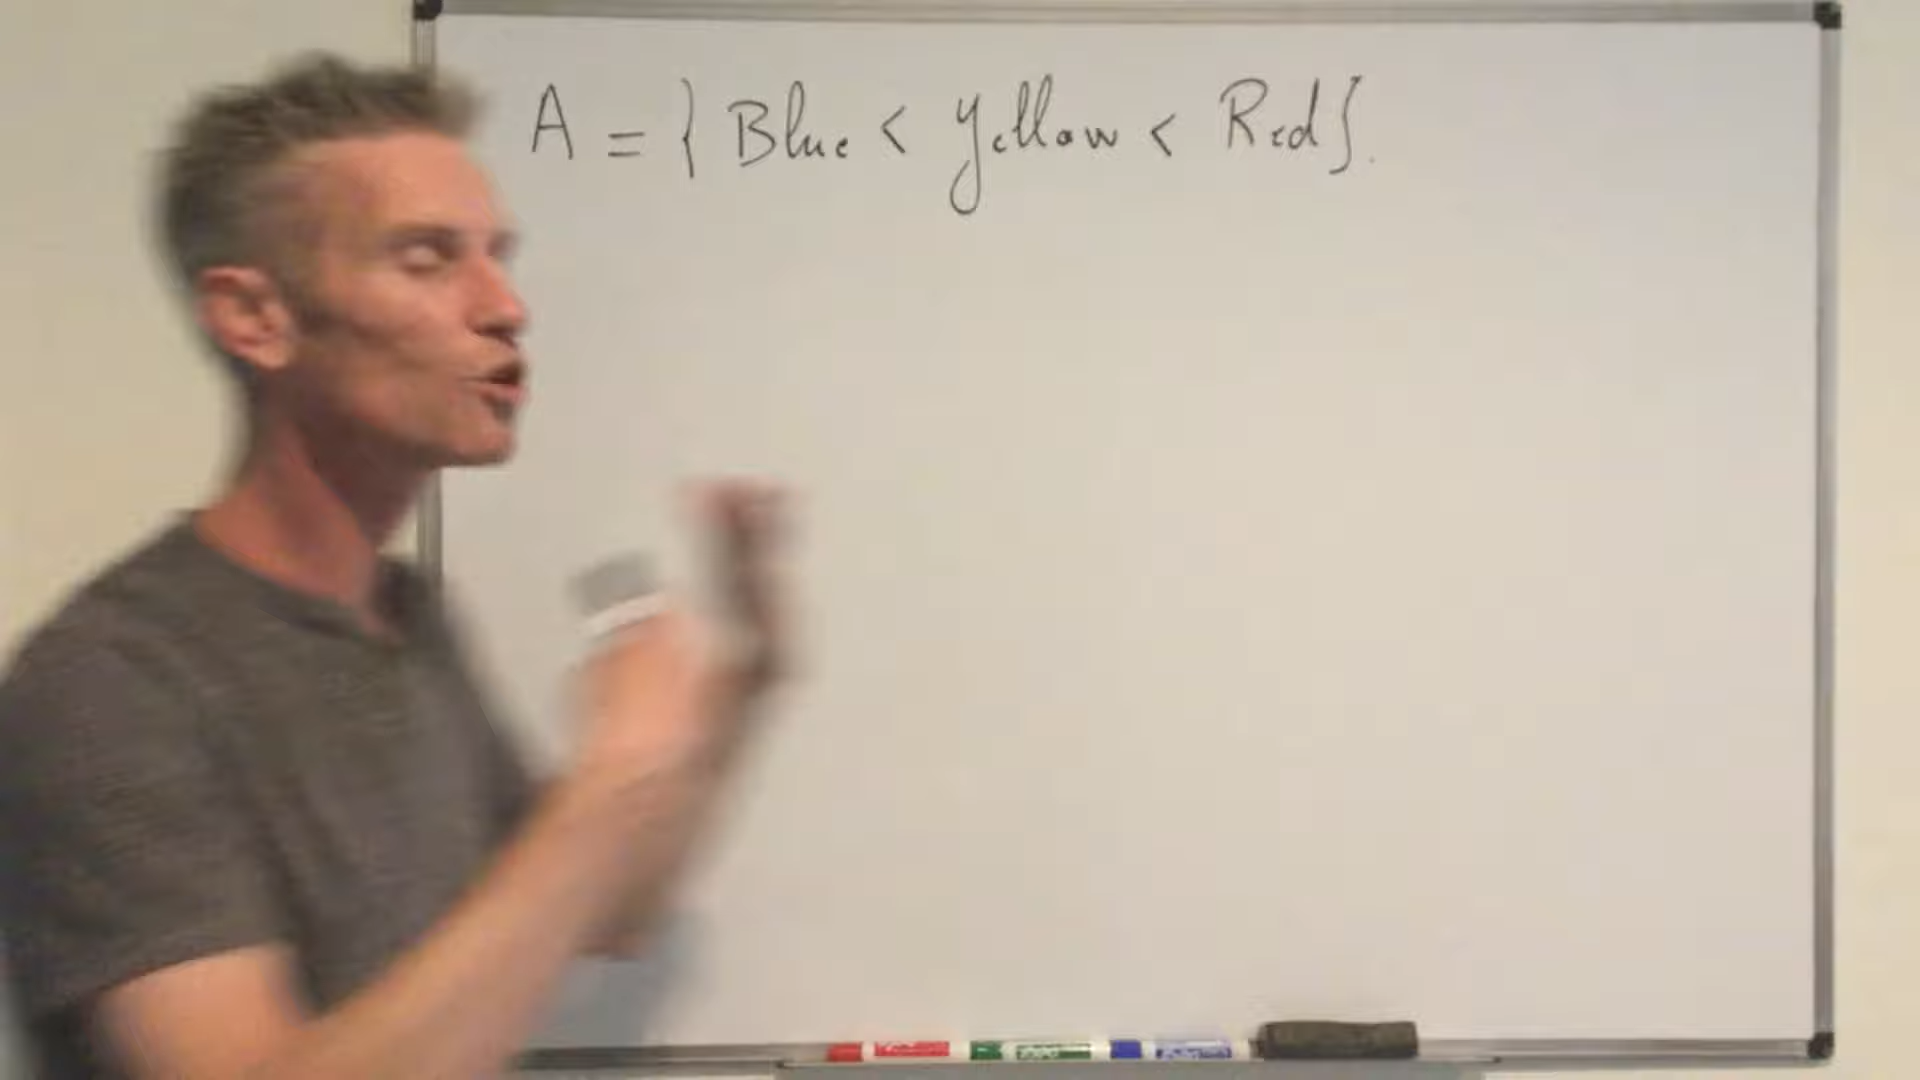 A = { Blue < Yellow < Red}.